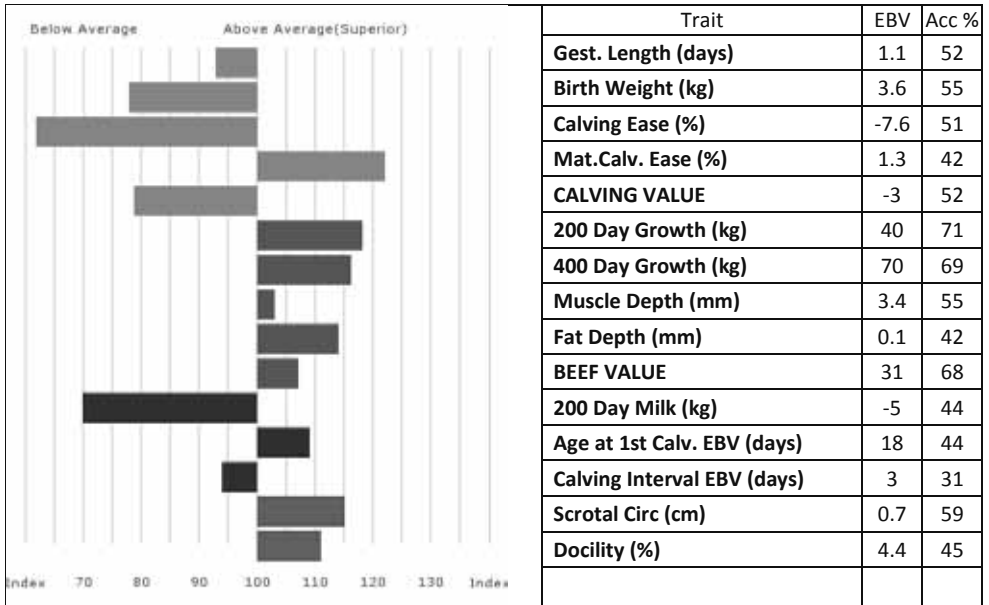 Below Average Above Average(Superior)
Index 70 80 90 100 110 120 130 Index
Trait EBV Acc %
Gest. Length (days) 1.1 52
Birth Weight (kg) 3.6 55
Calving Ease (%) -7.6 51
Mat.Calv. Ease (%) 1.3 42
CALVING VALUE -3 52
200 Day Growth (kg) 40 71
400 Day Growth (kg) 70 69
Muscle Depth (mm) 3.4 55
Fat Depth (mm) 0.1 42
BEEF VALUE 31 68
200 Day Milk (kg) -5 44
Age at 1st Calv. EBV (days) 18 44
Calving Interval EBV (days) 3 31
Scrotal Circ (cm) 0.7 59
Docility (%) 4.4 45